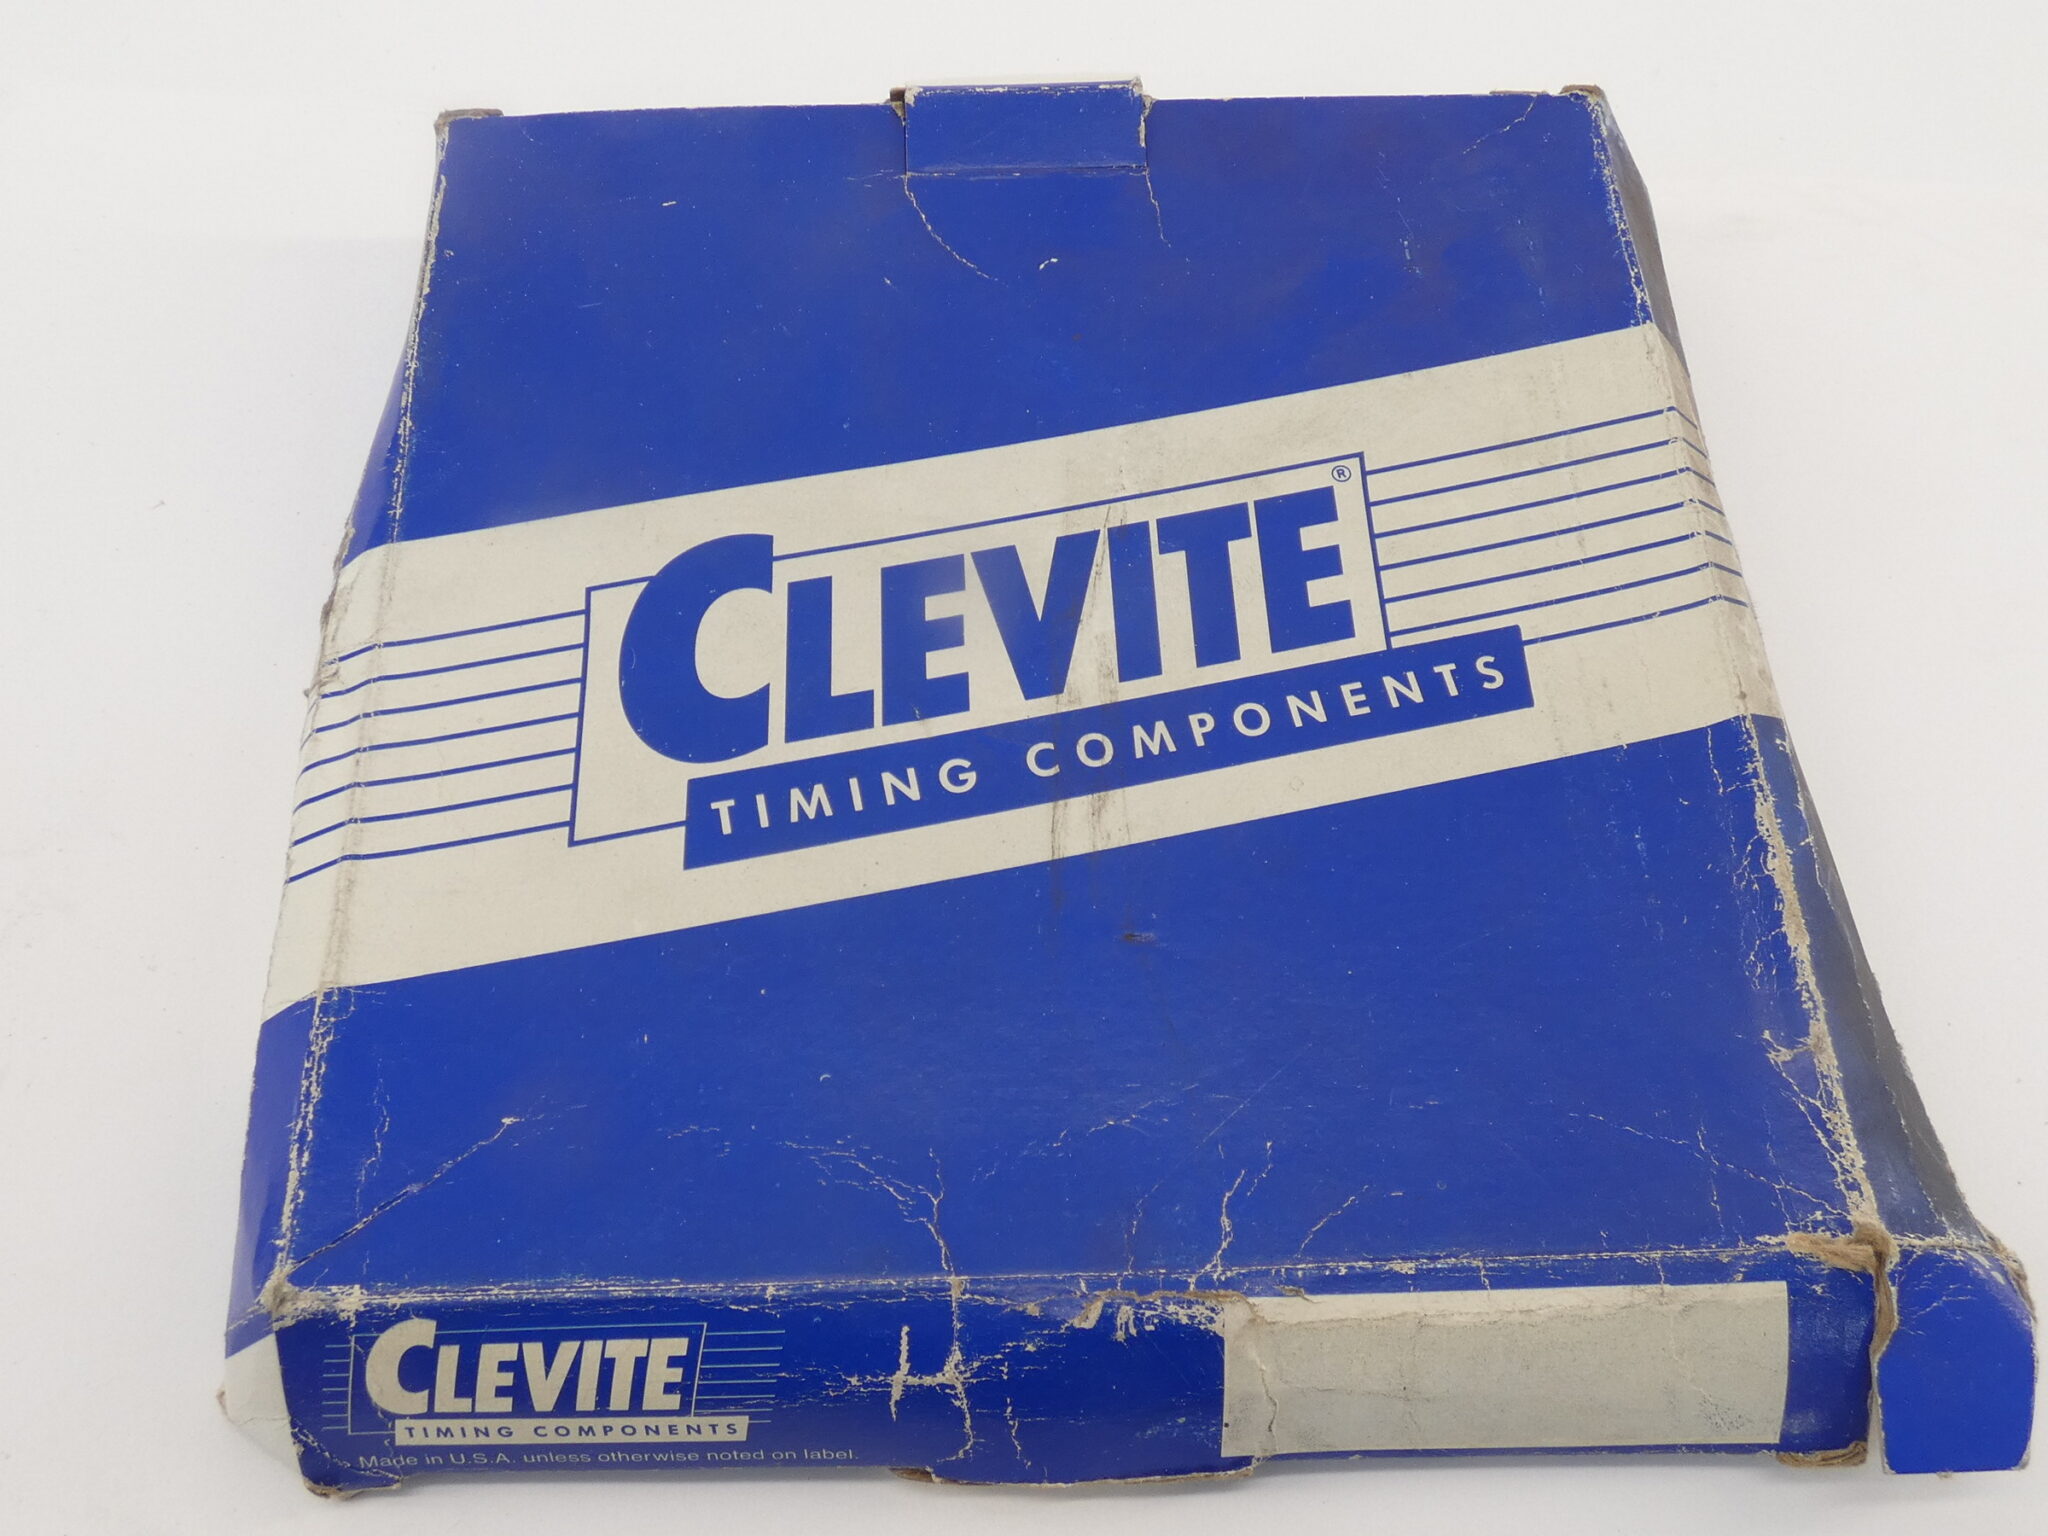 CLEVITE®
TIMING COMPONENTS
CLEVITE
TIMING COMPONENTS
Made in U.S.A. unless otherwise noted on label.